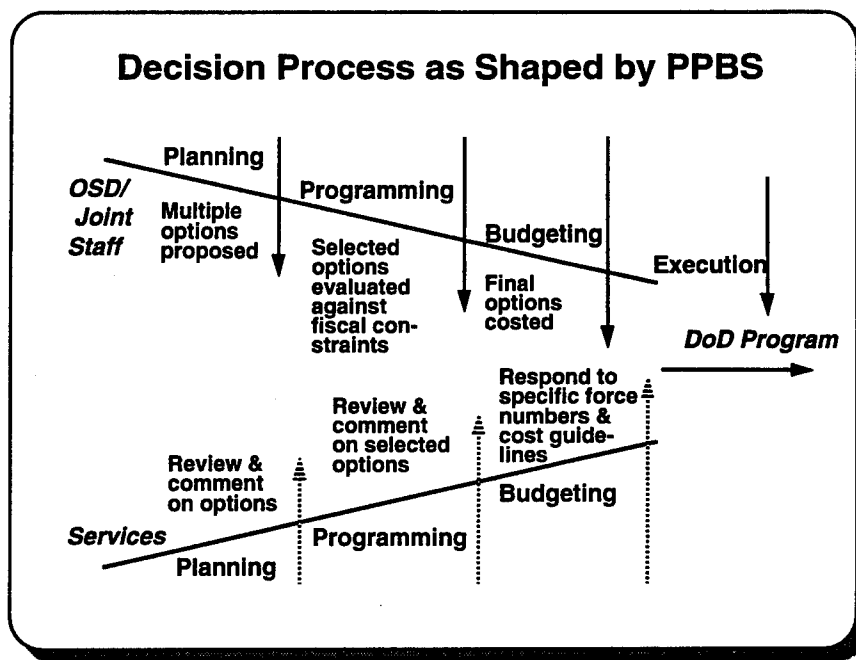 Decision Process as Shaped by PPBS
Planning
OSD/
Joint
Staff
Multiple
options
proposed
Programming
Selected
options
evaluated
against
fiscal con-
straints
Budgeting
Final
options
costed
Execution
DoD Program
Respond to
specific force
numbers &
cost guide-
lines
Review &
comment
on selected
options
Review &
comment
on options
Services
Planning
Programming
Budgeting